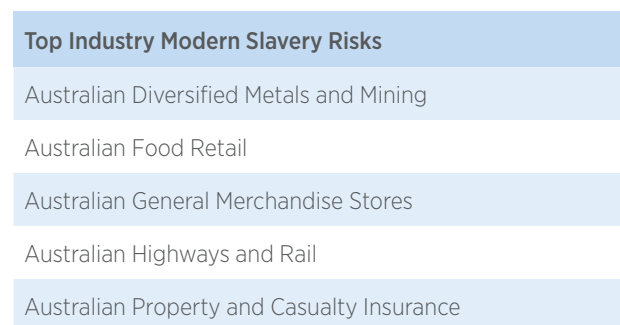 Top Industry Modern Slavery Risks
Australian Diversified Metals and Mining
Australian Food Retail
Australian General Merchandise Stores
Australian Highways and Rail
Australian Property and Casualty Insurance